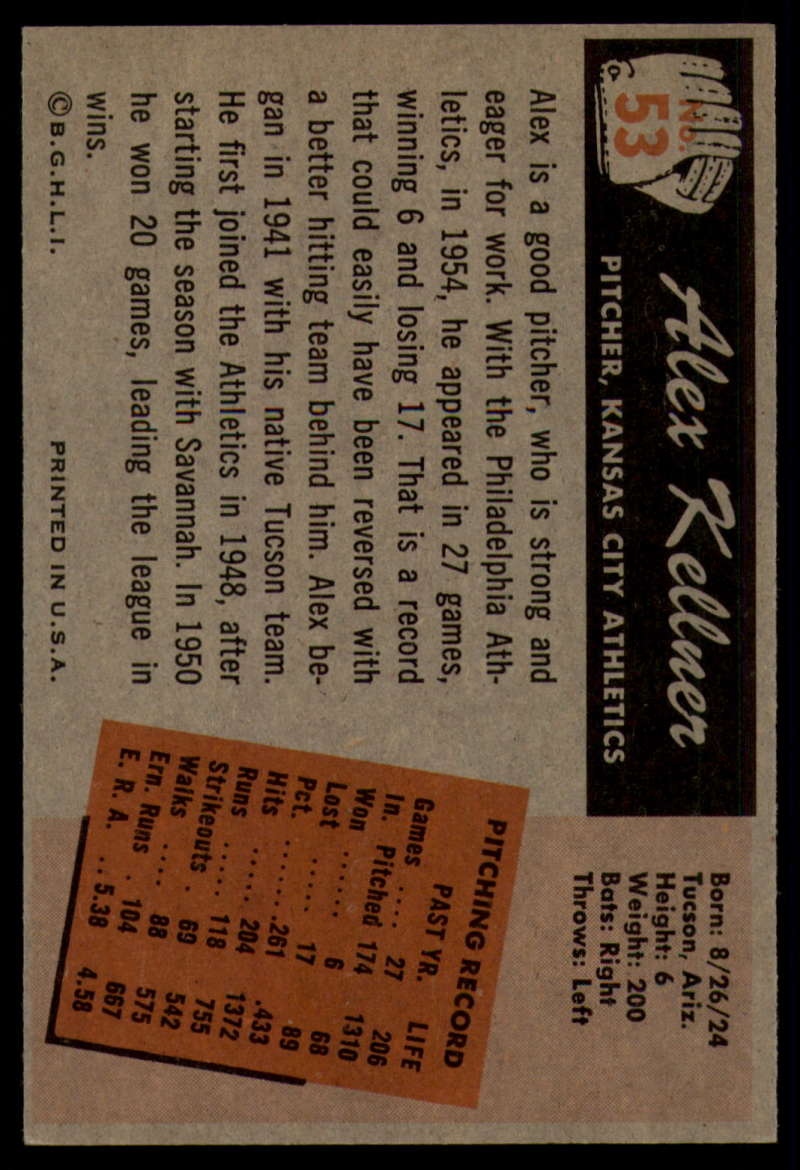 No.
53
Alex Kellner
PITCHER, KANSAS CITY ATHLETICS
Born: 8/26/24
Tucson, Ariz.
Height: 6
Weight: 200
Bats: Right
Throws: Left
Alex is a good pitcher, who is strong and
eager for work. With the Philadelphia Ath-
letics, in 1954, he appeared in 27 games,
winning 6 and losing 17. That is a record
that could easily have been reversed with
a better hitting team behind him. Alex be-
gan in 1941 with his native Tucson team.
He first joined the Athletics in 1948, after
starting the season with Savannah. In 1950
he won 20 games, leading the league in
wins.
© B.G.H.L.I. PRINTED IN U.S.A.
PITCHING RECORD
PAST YR. LIFE
Games .... 27 206
In. Pitched 174 1310
Won ...... 6 68
Lost ..... 17 89
Pct. ...... .261 .433
Hits ..... 204 1372
Runs ..... 118 755
Strikeouts . 69 542
Walks .... 88 575
Ern. Runs . 104 667
E. R. A. .. 5.38 4.58